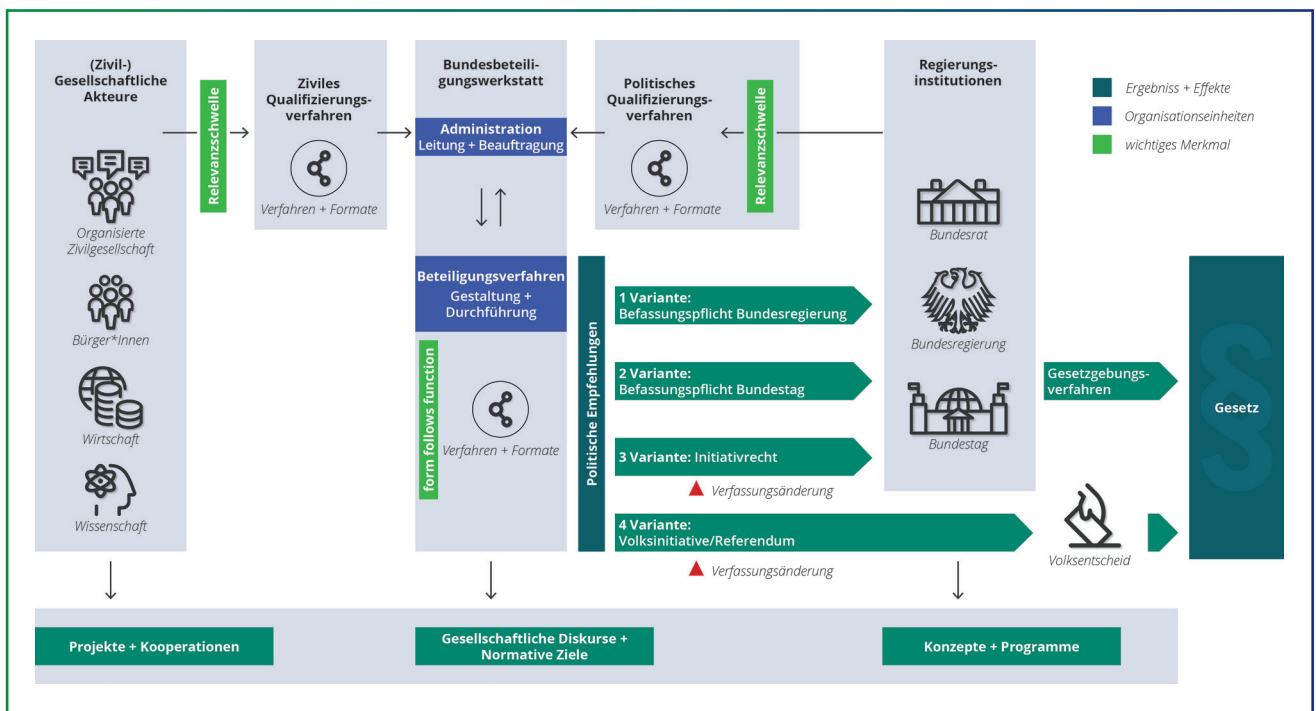 (Zivil-)
Gesellschaftliche
Akteure
Organisierte
Zivilgesellschaft
Bürger*Innen
Wirtschaft
Wissenschaft
Relevanzschwelle
Ziviles
Qualifizierungs-
verfahren
Verfahren + Formate
Bundesbeteili-
gungswerkstatt
Administration
Leitung + Beauftragung
Beteiligungsverfahren
Gestaltung +
Durchführung
form follows function
Verfahren + Formate
Politisches
Qualifizierungs-
verfahren
Verfahren + Formate
Relevanzschwelle
Regierungs-
institutionen
Bundesrat
Bundesregierung
Bundestag
Ergebniss + Effekte
Organisationseinheiten
wichtiges Merkmal
Politische Empfehlungen
1 Variante:
Befassungspflicht Bundesregierung
2 Variante:
Befassungspflicht Bundestag
3 Variante: Initiativrecht
Verfassungsänderung
4 Variante:
Volksinitiative/Referendum
Verfassungsänderung
Gesetzgebungs-
verfahren
Volksentscheid
§
Gesetz
Projekte + Kooperationen
Gesellschaftliche Diskurse +
Normative Ziele
Konzepte + Programme